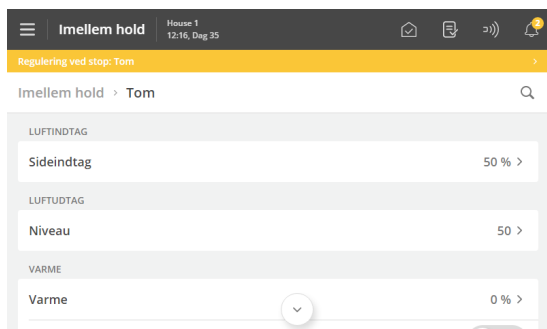 Imellem hold
House 1
12:16, Dag 35
2
Regulering ved stop: Tom
Imellem hold > Tom
LUFTINDTAG
Sideindtag 50 %
LUFTUDTAG
Niveau 50
VARME
Varme 0 %